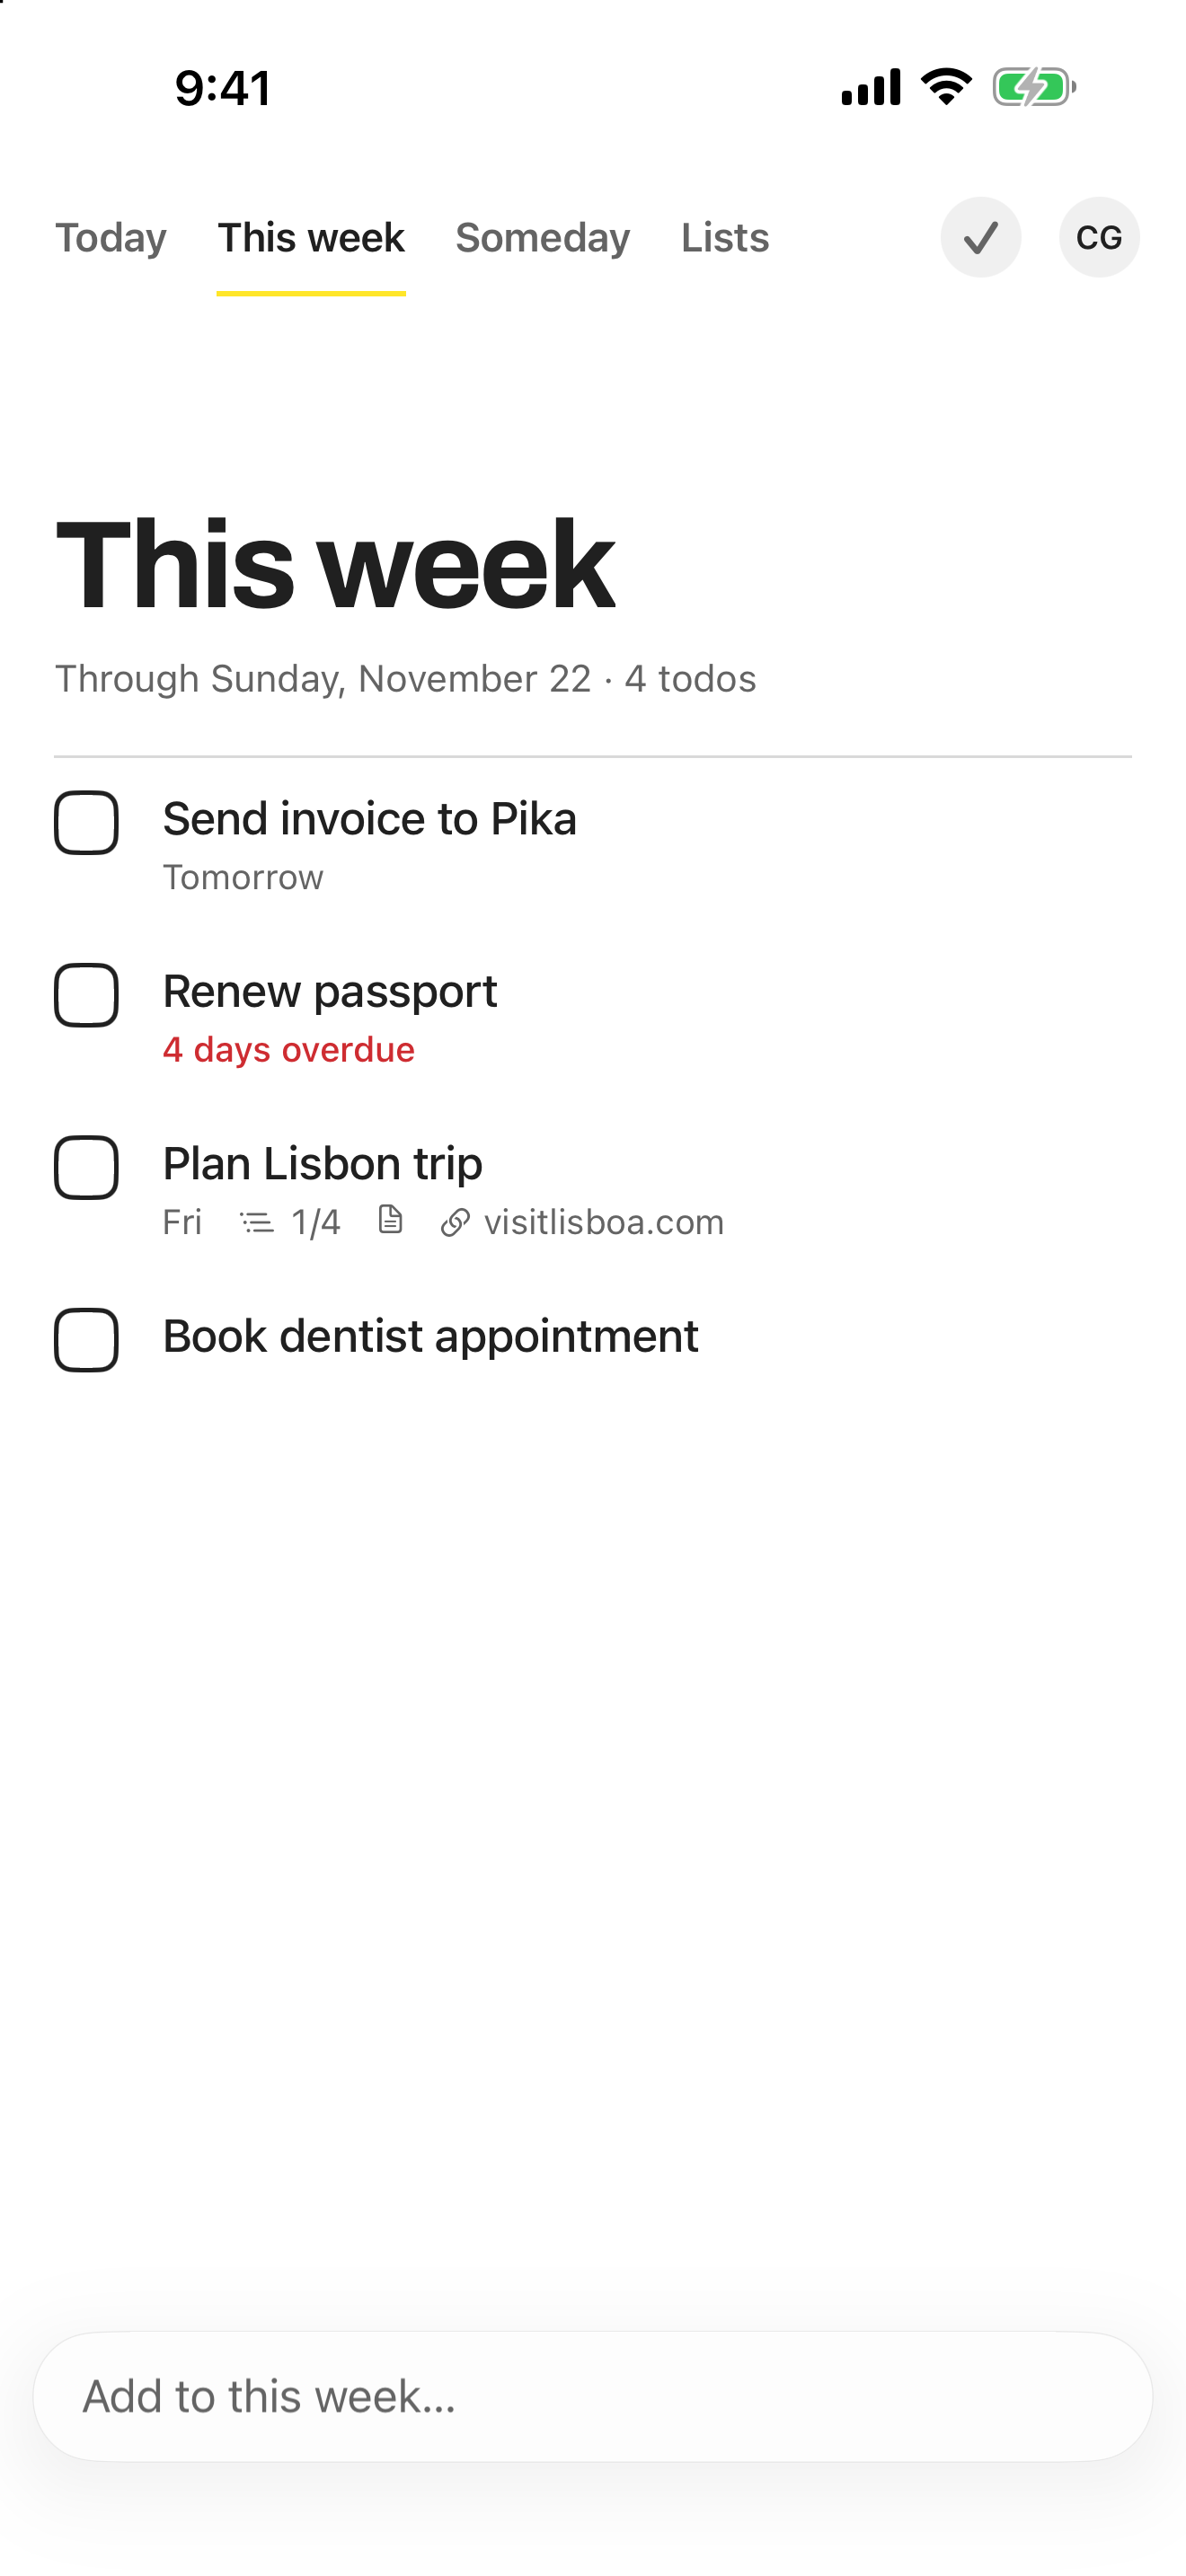 9:41
Today This week Someday Lists CG
This week
Through Sunday, November 22 · 4 todos
Send invoice to Pika
Tomorrow
Renew passport
4 days overdue
Plan Lisbon trip
Fri 1/4 visitlisboa.com
Book dentist appointment
Add to this week...